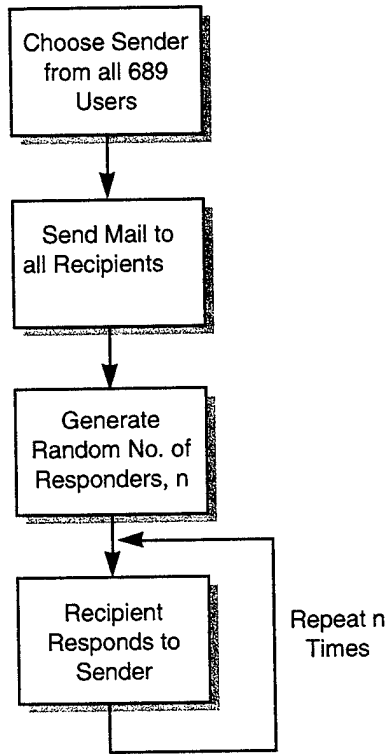 Choose Sender
from all 689
Users
Send Mail to
all Recipients
Generate
Random No. of
Responders, n
Recipient
Responds to
Sender
Repeat n
Times